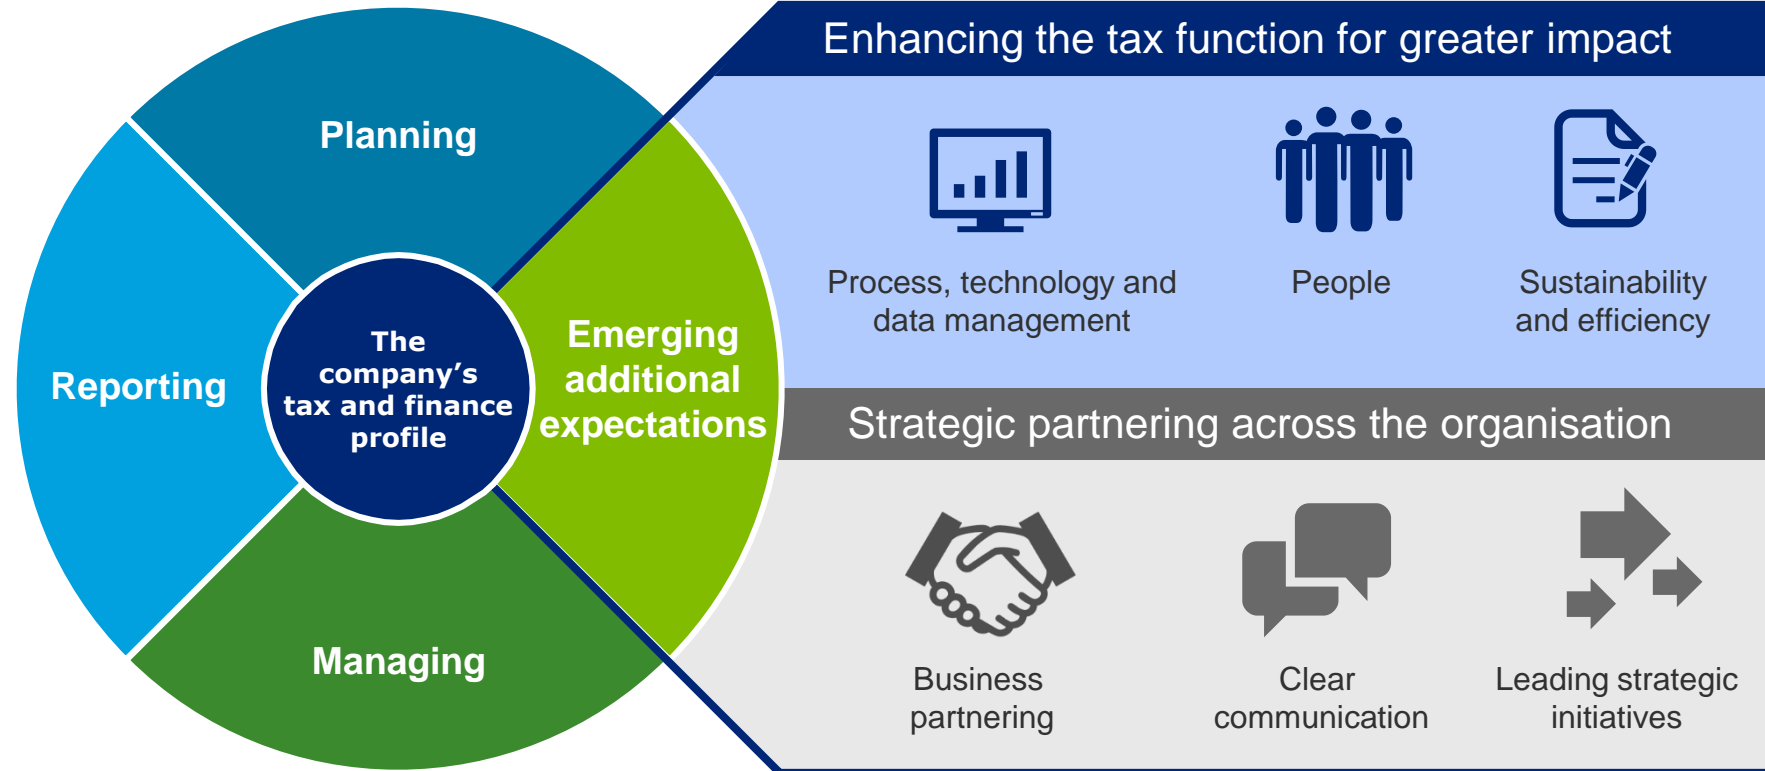 Planning
Reporting
The
company’s
tax and finance
profile
Emerging
additional
expectations
Managing
Enhancing the tax function for greater impact
Process, technology and
data management
People
Sustainability
and efficiency
Strategic partnering across the organisation
Business
partnering
Clear
communication
Leading strategic
initiatives